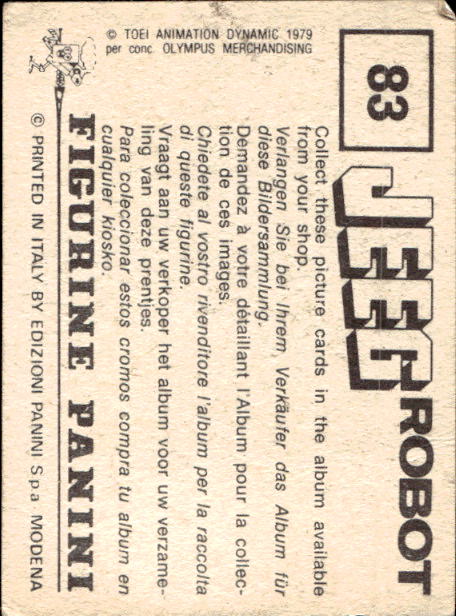 © TOEI ANIMATION DYNAMIC 1979
per conc. OLYMPUS MERCHANDISING
83
JEEG ROBOT
Collect these picture cards in the album available
from your shop.
Verlangen Sie bei Ihrem, Verkäufer das Album für
diese Bildersammlung.
Demandez à votre détaillant l'Album pour la collec-
tion de ces images.
Chiedete al vostro rivenditore l'album per la raccolta
di queste figurine.
Vraagt aan uw verkoper het album voor uw verzame-
ling van deze prentjes.
Para coleccionar estos cromos compra tu album en
cualquier kiosko.
FIGURINE PANINI
© PRINTED IN ITALY BY EDIZIONI PANINI S.p.a MODENA